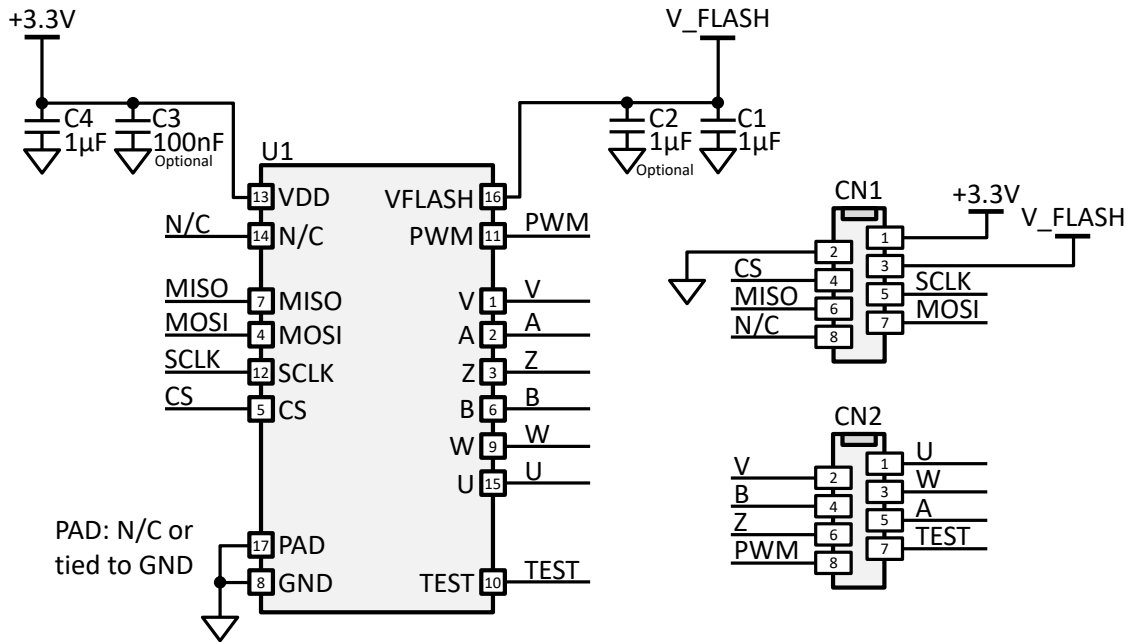 +3.3V
V_FLASH
C4
1µF
C3
100nF
Optional
C2
1µF
Optional
C1
1µF
U1
13 VDD
N/C 14 N/C
MISO 7 MISO
MOSI 4 MOSI
SCLK 12 SCLK
CS 5 CS
17 PAD
8 GND
PAD: N/C or
tied to GND
VFLASH 16
PWM 11 PWM
V 1 V
A 2 A
Z 3 Z
B 6 B
W 9 W
U 15 U
TEST 10 TEST
CN1
+3.3V
V_FLASH
2
CS 4
MISO 6
N/C 8
1
3
5 SCLK
7 MOSI
CN2
V 2
B 4
Z 6
PWM 8
1 U
3 W
5 A
7 TEST